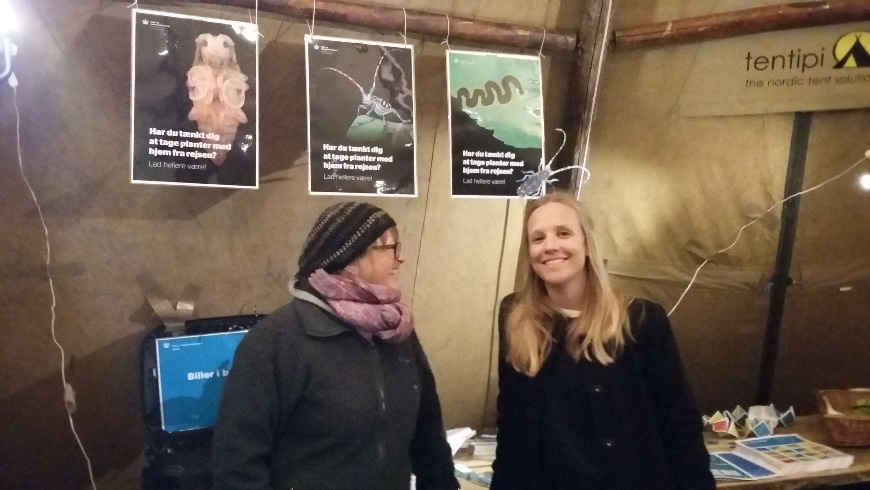 Har du tænkt dig
at tage planter med
hjem fra rejsen?
Lad hellere være!
Har du tænkt dig
at tage planter med
hjem fra rejsen?
Lad hellere være!
Har du tænkt dig
at tage planter med
hjem fra rejsen?
Lad hellere være!
tentipi
the nordic tent
Biller i